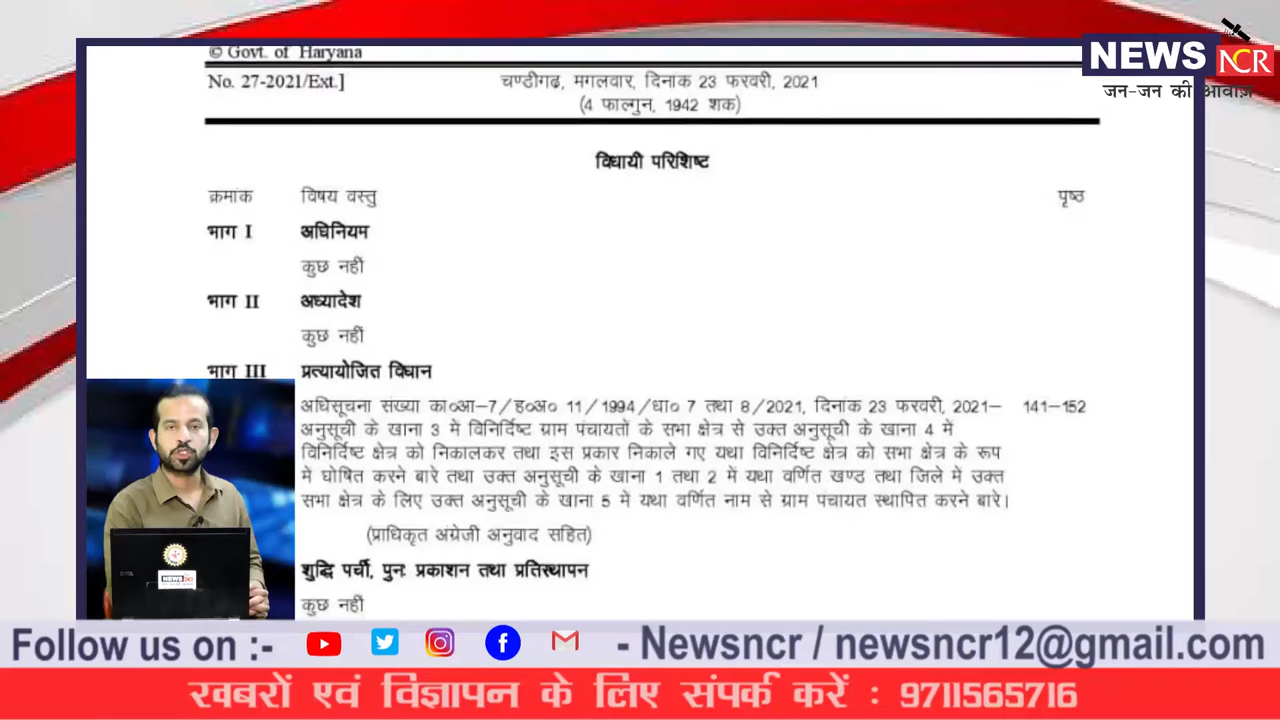 © Govt. of Haryana
NEWS NCR
जन-जन की आवाज़
No. 27-2021/Ext.] चण्डीगढ, मगलवार, दिनाक 23 फरवरी, 2021
(4 फाल्गुन, 1942 शक)
विधायी परिशिष्ट
क्रमांक विषय वस्तु पृष्ठ
भाग I अधिनियम
कुछ नहीं
भाग II अध्यादेश
कुछ नहीं
भाग III प्रत्यायोजित विधान
अधिसूचना संख्या का०आ–7/ह०अ० 11/1994/धा० 7 तथा 8/2021, दिनांक 23 फरवरी, 2021– 141–152
अनुसूची के खाना 3 में विनिर्दिष्ट ग्राम पंचायतों के सभा क्षेत्र से उक्त अनुसूची के खाना 4 में
विनिर्दिष्ट क्षेत्र को निकालकर तथा इस प्रकार निकाले गए यथा विनिर्दिष्ट क्षेत्र को सभा क्षेत्र के रूप
में घोषित करने बारे तथा उक्त अनुसूची के खाना 1 तथा 2 में यथा वर्णित खण्ड तथा जिले में उक्त
सभा क्षेत्र के लिए उक्त अनुसूची के खाना 5 में यथा वर्णित नाम से ग्राम पंचायत स्थापित करने बारे।
(प्राधिकृत अंग्रेजी अनुवाद सहित)
शुद्धि पर्ची, पुनः प्रकाशन तथा प्रतिस्थापन
कुछ नहीं
NEWS NCR
Follow us on :- - Newsncr / newsncr12@gmail.com
खबरों एवं विज्ञापन के लिए संपर्क करें : 9711565716